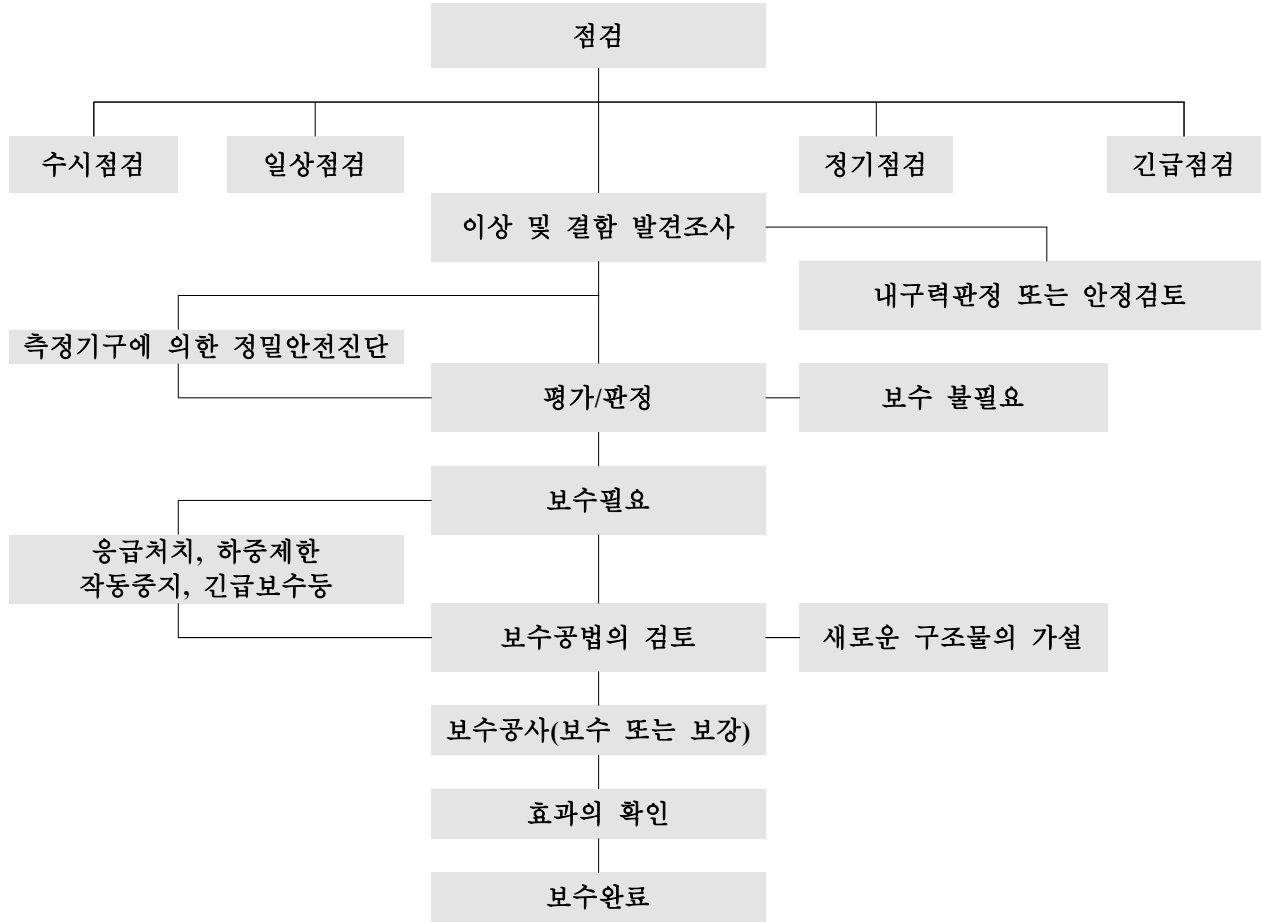 점검
수시점검
일상점검
정기점검
긴급점검
이상 및 결함 발견조사
내구력판정 또는 안정검토
측정기구에 의한 정밀안전진단
평가/판정
보수 불필요
보수필요
응급처치, 하중제한
작동중지, 긴급보수등
보수공법의 검토
새로운 구조물의 가설
보수공사(보수 또는 보강)
효과의 확인
보수완료